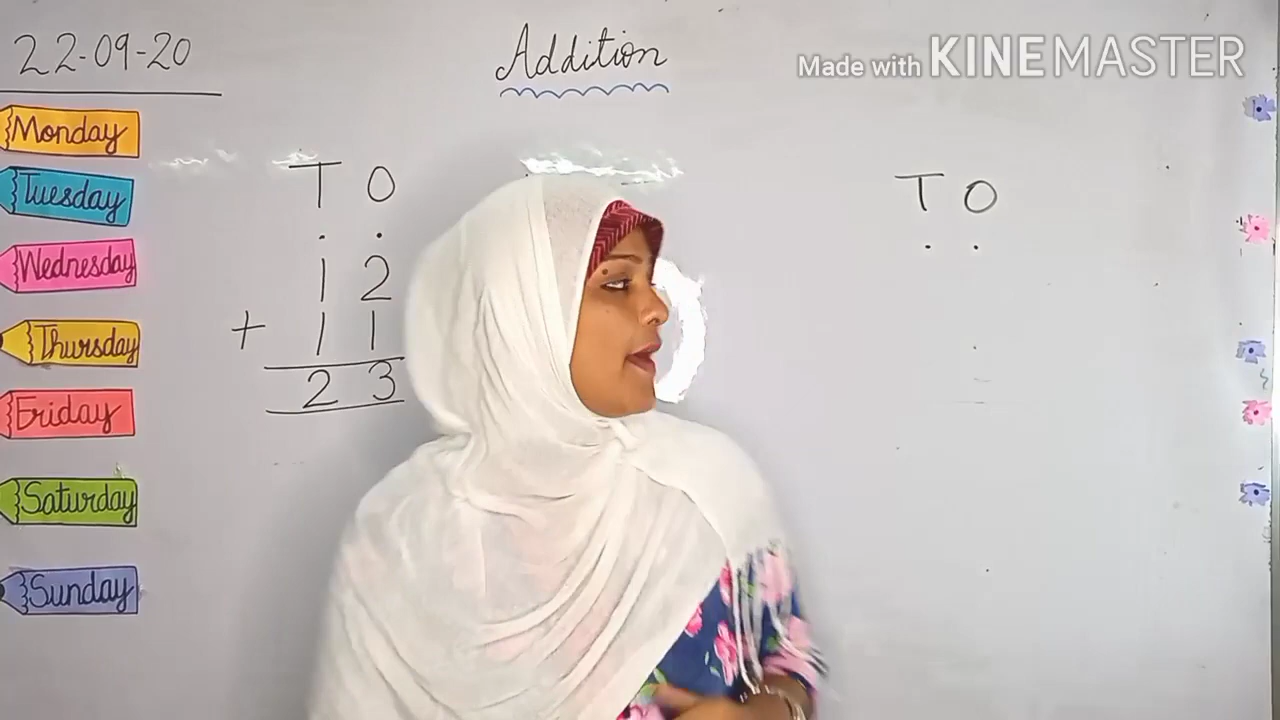 22-09-20
Addition
Made with KINEMASTER
Monday
Tuesday
Wednesday
Thursday
Friday
Saturday
Sunday
T O
1 2
+ 1 1
2 3
T O